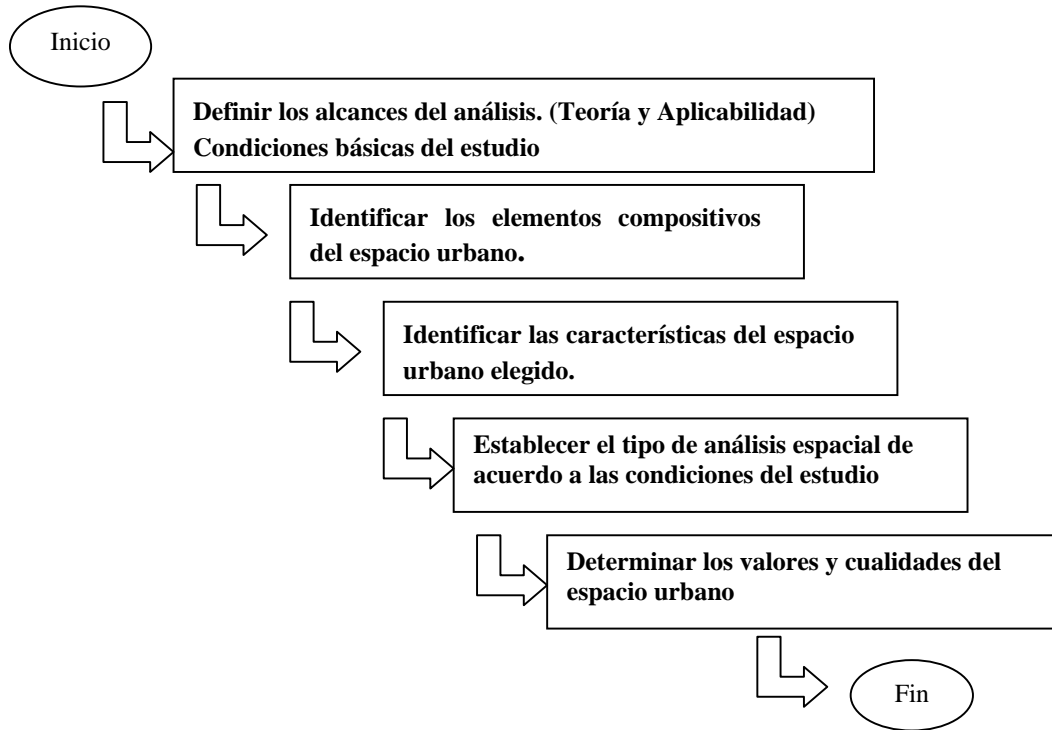 Inicio
Definir los alcances del análisis. (Teoría y Aplicabilidad)
Condiciones básicas del estudio
Identificar los elementos compositivos
del espacio urbano.
Identificar las características del espacio
urbano elegido.
Establecer el tipo de análisis espacial de
acuerdo a las condiciones del estudio
Determinar los valores y cualidades del
espacio urbano
Fin